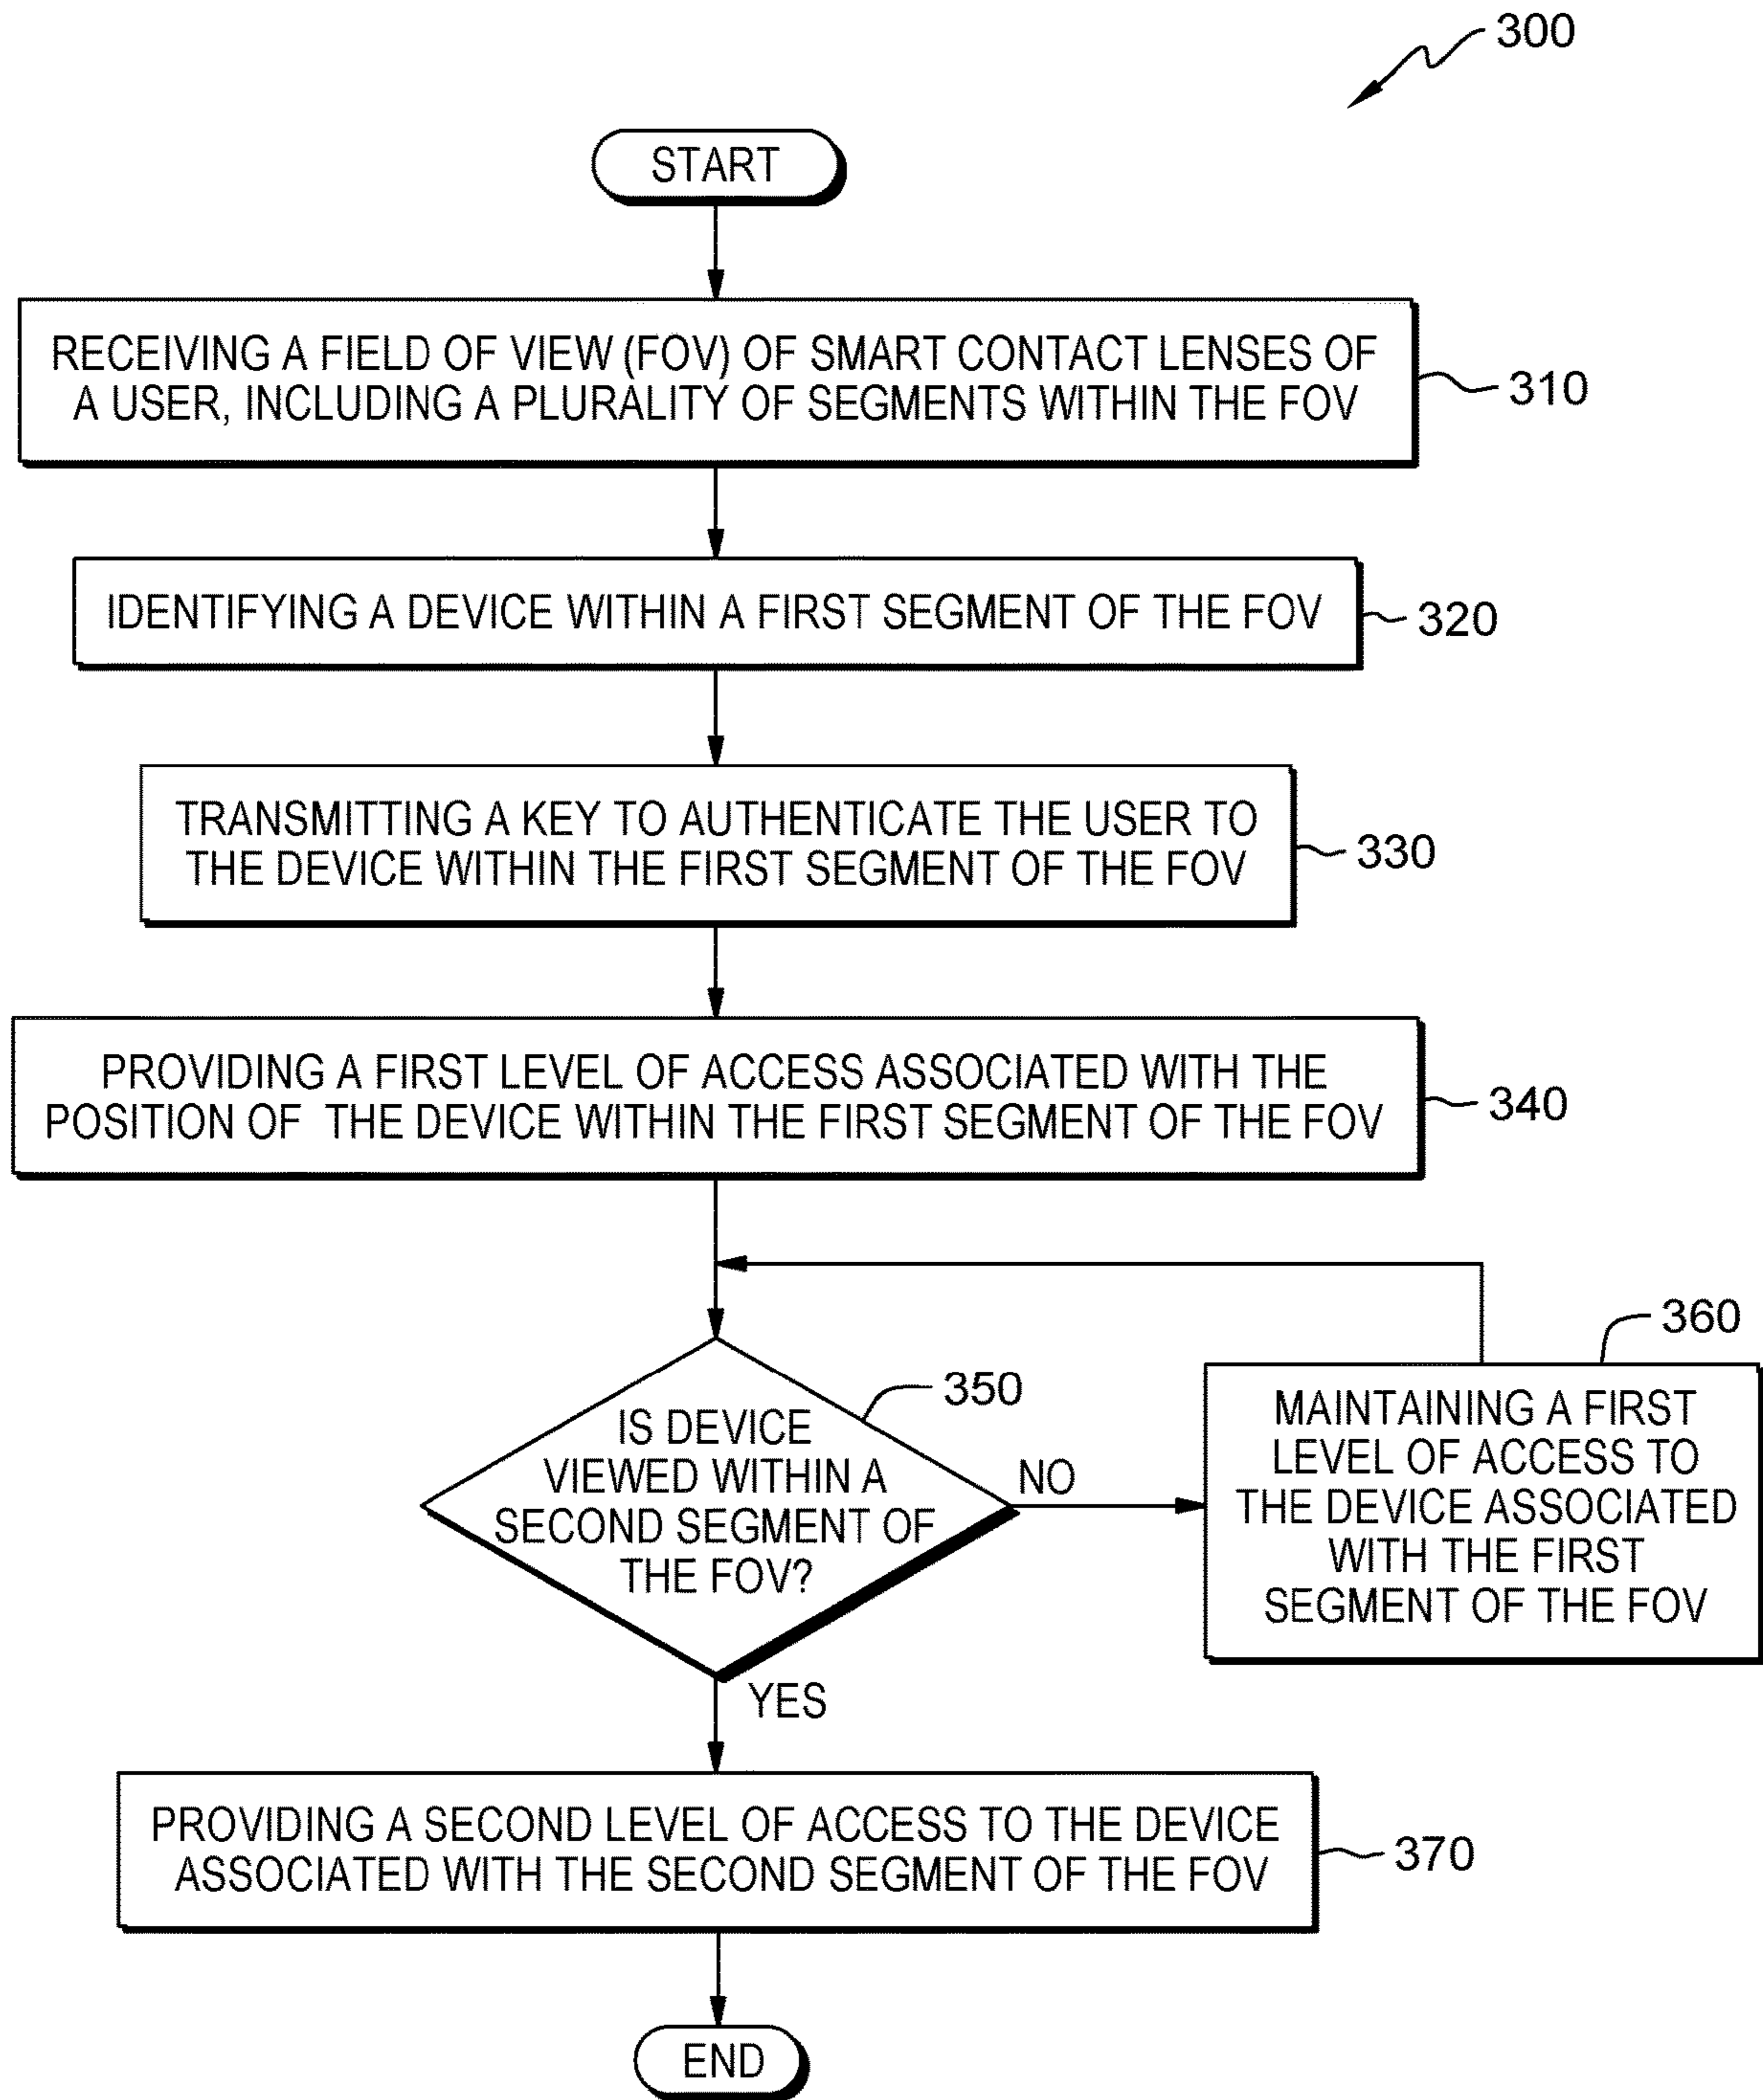 300
START
RECEIVING A FIELD OF VIEW (FOV) OF SMART CONTACT LENSES OF
A USER, INCLUDING A PLURALITY OF SEGMENTS WITHIN THE FOV
310
IDENTIFYING A DEVICE WITHIN A FIRST SEGMENT OF THE FOV
320
TRANSMITTING A KEY TO AUTHENTICATE THE USER TO
THE DEVICE WITHIN THE FIRST SEGMENT OF THE FOV
330
PROVIDING A FIRST LEVEL OF ACCESS ASSOCIATED WITH THE
POSITION OF THE DEVICE WITHIN THE FIRST SEGMENT OF THE FOV
340
350
IS DEVICE
VIEWED WITHIN A
SECOND SEGMENT OF
THE FOV?
NO
360
MAINTAINING A FIRST
LEVEL OF ACCESS TO
THE DEVICE ASSOCIATED
WITH THE FIRST
SEGMENT OF THE FOV
YES
PROVIDING A SECOND LEVEL OF ACCESS TO THE DEVICE
ASSOCIATED WITH THE SECOND SEGMENT OF THE FOV
370
END